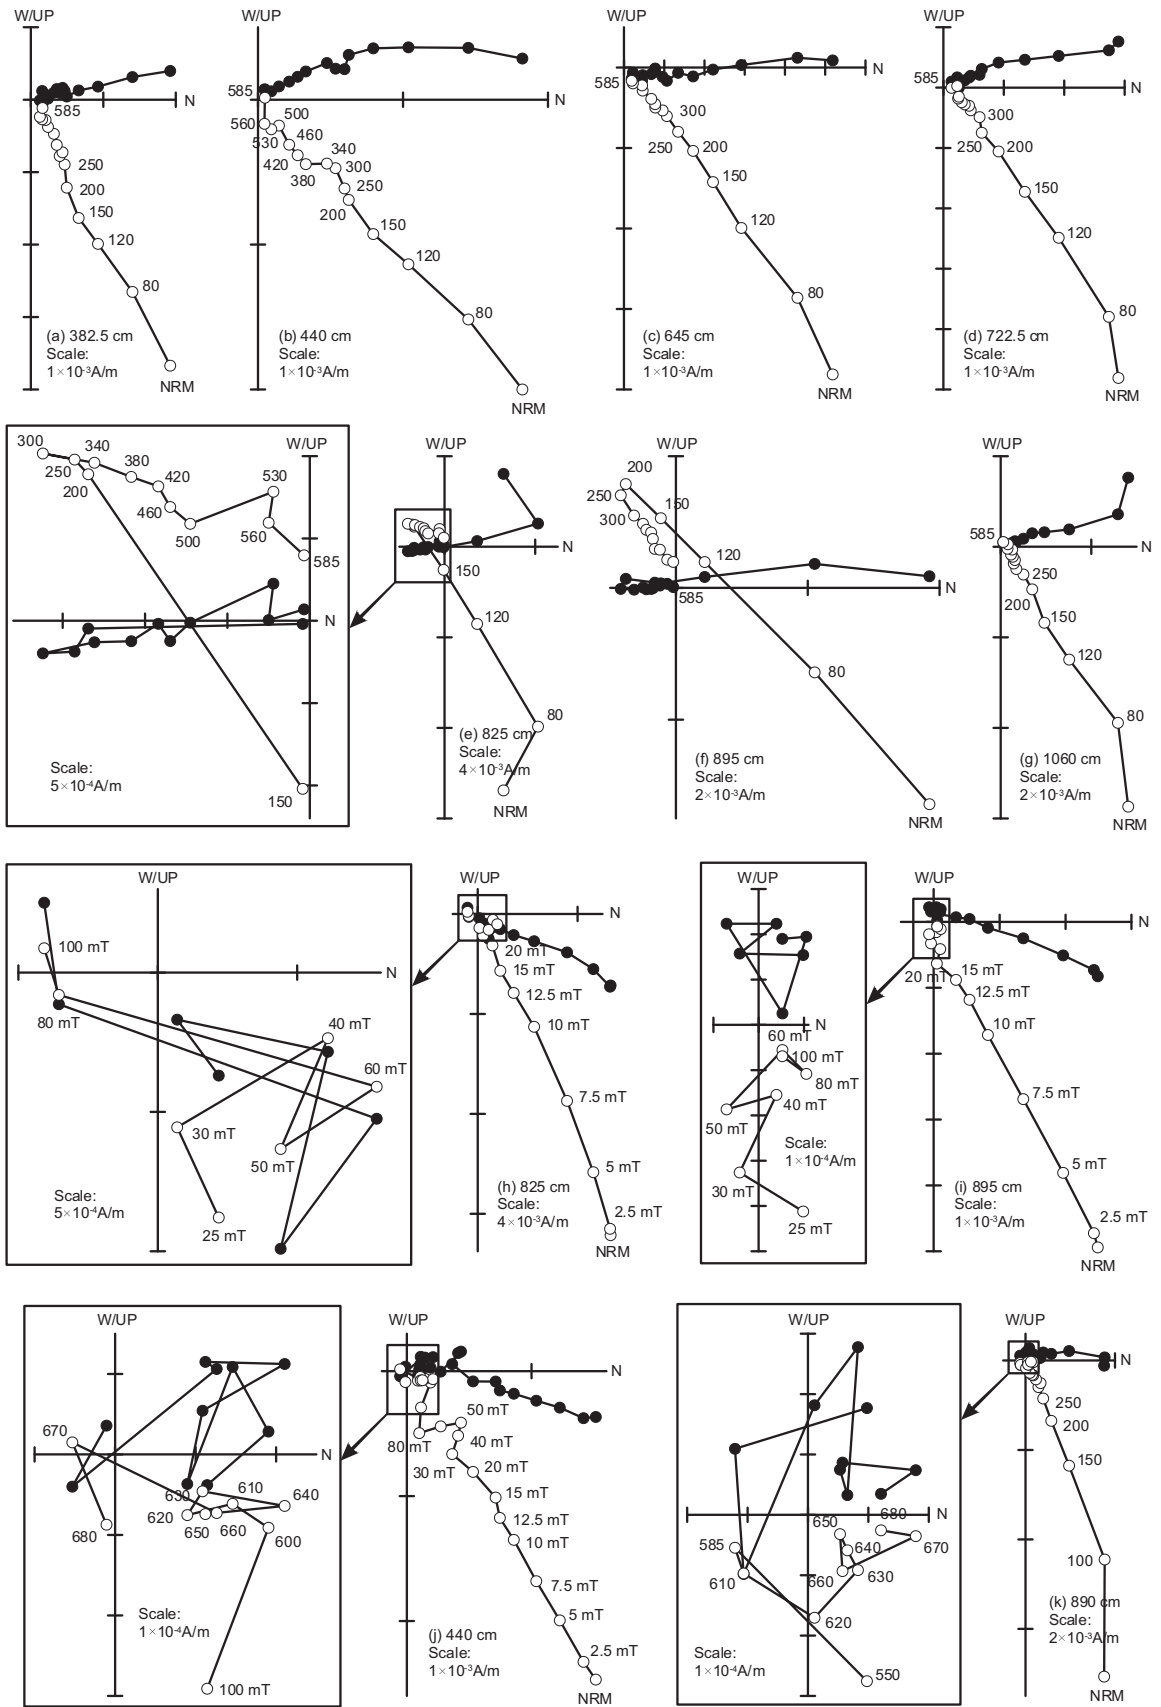 W/UP
N
585
250
200
150
120
80
NRM
(a) 382.5 cm
Scale:
1×10-3A/m
W/UP
N
585
560
500
530
460
420
340
380
300
250
200
150
120
80
NRM
(b) 440 cm
Scale:
1×10-3A/m
W/UP
N
585
300
250
200
150
120
80
NRM
(c) 645 cm
Scale:
1×10-3A/m
W/UP
N
585
300
250
200
150
120
80
NRM
(d) 722.5 cm
Scale:
1×10-3A/m
W/UP
300
340
250
380
200
420
530
460
500
560
585
N
150
Scale:
5×10-4A/m
W/UP
N
150
120
80
NRM
(e) 825 cm
Scale:
4×10-3A/m
W/UP
200
250
150
300
120
N
585
80
NRM
(f) 895 cm
Scale:
2×10-3A/m
W/UP
585
N
250
200
150
120
80
NRM
(g) 1060 cm
Scale:
2×10-3A/m
W/UP
100 mT
N
80 mT
40 mT
60 mT
30 mT
50 mT
25 mT
Scale:
5×10-4A/m
W/UP
N
20 mT
15 mT
12.5 mT
10 mT
7.5 mT
5 mT
2.5 mT
NRM
(h) 825 cm
Scale:
4×10-3A/m
W/UP
N
60 mT
100 mT
80 mT
40 mT
50 mT
30 mT
25 mT
Scale:
1×10-4A/m
W/UP
N
20 mT
15 mT
12.5 mT
10 mT
7.5 mT
5 mT
2.5 mT
NRM
(i) 895 cm
Scale:
1×10-3A/m
W/UP
670
N
630
610
640
620
650
660
600
680
100 mT
Scale:
1×10-4A/m
W/UP
N
50 mT
80 mT
40 mT
30 mT
20 mT
15 mT
12.5 mT
10 mT
7.5 mT
5 mT
2.5 mT
NRM
(j) 440 cm
Scale:
1×10-3A/m
W/UP
N
650
680
585
640
670
610
660
630
620
550
Scale:
1×10-4A/m
W/UP
N
250
200
150
100
NRM
(k) 890 cm
Scale:
2×10-3A/m